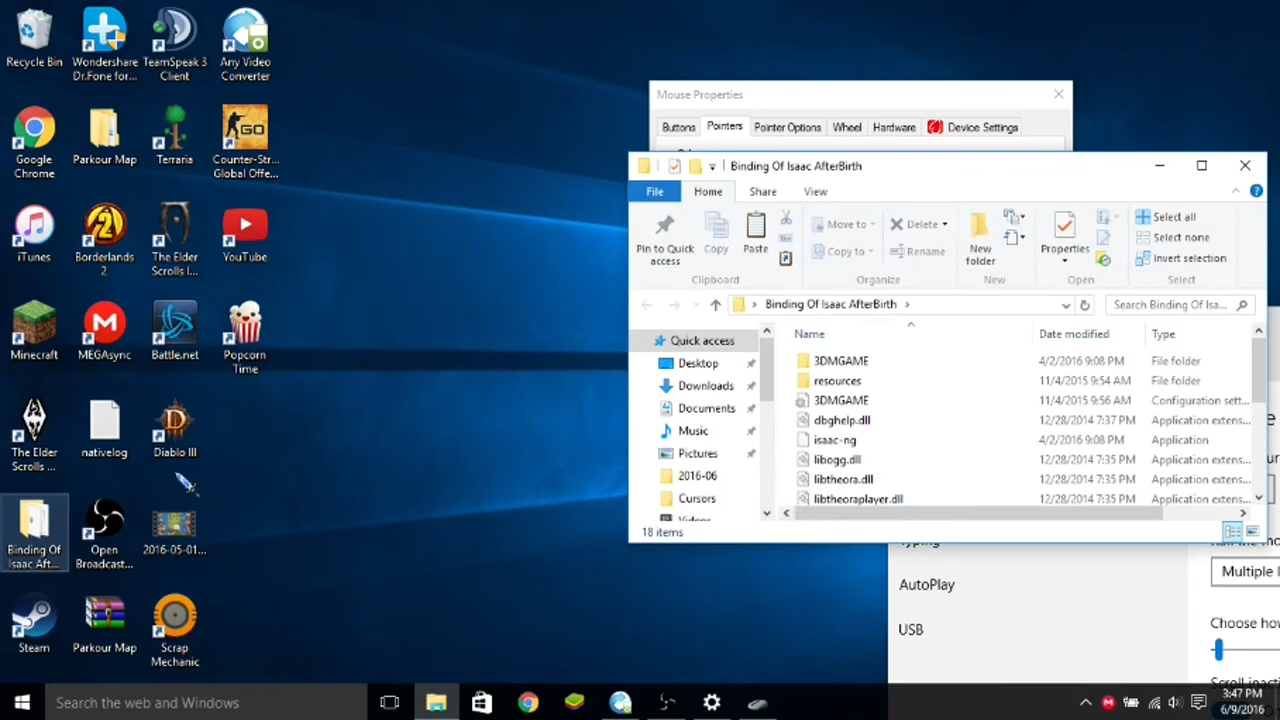 Recycle Bin
Wondershare
Dr.Fone for...
TeamSpeak 3
Client
Any Video
Converter
Google
Chrome
Parkour Map
Terraria
GO
Counter-Str...
Global Offe...
iTunes
Borderlands
2
The Elder
Scrolls I...
YouTube
Minecraft
MEGAsync
Battle.net
Popcorn
Time
The Elder
Scrolls ...
nativelog
Diablo III
Binding Of
Isaac Aft...
Open
Broadcast...
2016-05-01...
Steam
Parkour Map
Scrap
Mechanic
Mouse Properties
Buttons Pointers Pointer Options Wheel Hardware Device Settings
Binding Of Isaac AfterBirth
File Home Share View
Pin to Quick
access
Copy
Paste
Clipboard
Move to
Copy to
Delete
Rename
Organize
New
folder
New
Properties
Open
Select all
Select none
Invert selection
Select
Binding Of Isaac AfterBirth
Search Binding Of Isa...
Quick access
Desktop
Downloads
Documents
Music
Pictures
2016-06
Cursors
Videos
Name Date modified Type
3DMGAME 4/2/2016 9:08 PM File folder
resources 11/4/2015 9:54 AM File folder
3DMGAME 11/4/2015 9:56 AM Configuration sett...
dbghelp.dll 12/28/2014 7:37 PM Application extens...
isaac-ng 4/2/2016 9:08 PM Application
libogg.dll 12/28/2014 7:35 PM Application extens...
libtheora.dll 12/28/2014 7:35 PM Application extens...
libtheoraplayer.dll 12/28/2014 7:35 PM Application extens...
18 items
Typing
AutoPlay
USB
Multiple l
Choose how
Scroll inacti
Search the web and Windows
3:47 PM
6/9/2016